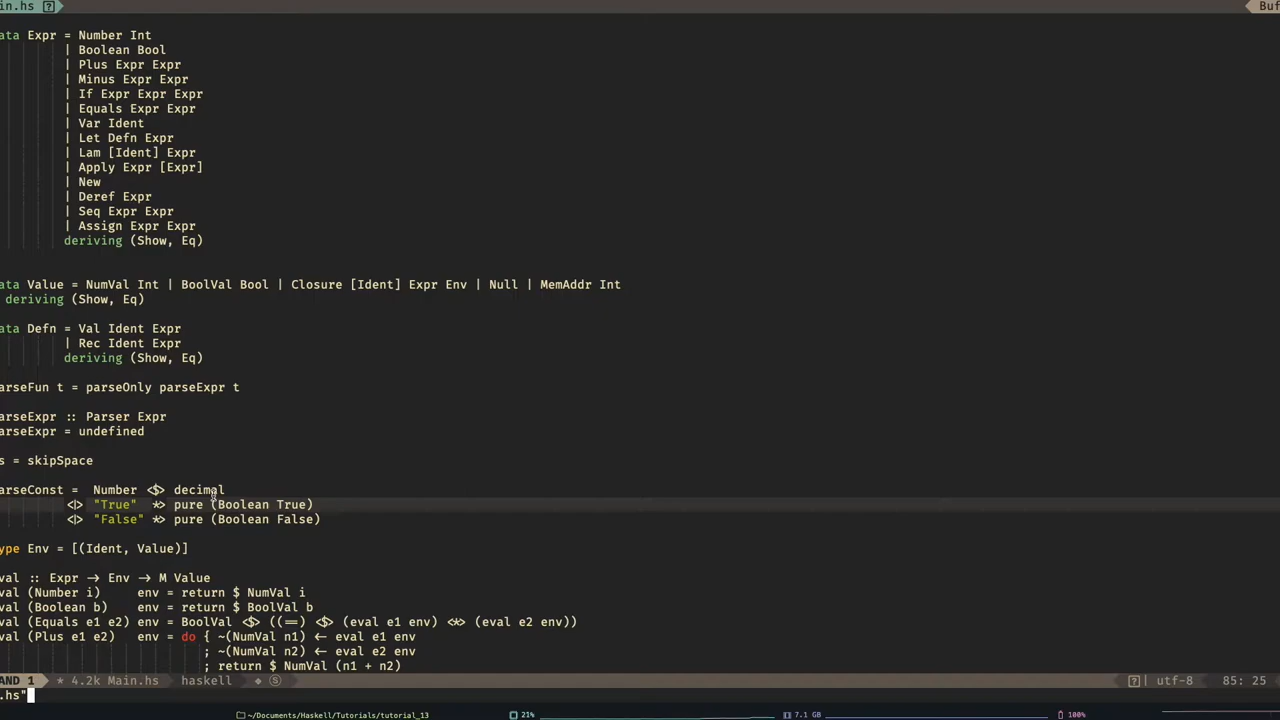 ain.hs ? Buf
ata Expr = Number Int
| Boolean Bool
| Plus Expr Expr
| Minus Expr Expr
| If Expr Expr Expr
| Equals Expr Expr
| Var Ident
| Let Defn Expr
| Lam [Ident] Expr
| Apply Expr [Expr]
| New
| Deref Expr
| Seq Expr Expr
| Assign Expr Expr
deriving (Show, Eq)
ata Value = NumVal Int | BoolVal Bool | Closure [Ident] Expr Env | Null | MemAddr Int
deriving (Show, Eq)
ata Defn = Val Ident Expr
| Rec Ident Expr
deriving (Show, Eq)
arseFun t = parseOnly parseExpr t
arseExpr :: Parser Expr
arseExpr = undefined
s = skipSpace
arseConst = Number <$> decimal
<|> "True" *> pure (Boolean True)
<|> "False" *> pure (Boolean False)
ype Env = [(Ident, Value)]
val :: Expr → Env → M Value
val (Number i) env = return $ NumVal i
val (Boolean b) env = return $ BoolVal b
val (Equals e1 e2) env = BoolVal <$> ((==) <$> (eval e1 env) <*> (eval e2 env))
val (Plus e1 e2) env = do { ~(NumVal n1) ← eval e1 env
; ~(NumVal n2) ← eval e2 env
; return $ NumVal (n1 + n2)
AND 1 * 4.2k Main.hs haskell ? utf-8 85: 25
.hs"
~/Documents/Haskell/Tutorials/tutorial_13 21% 7.1 GB 100%